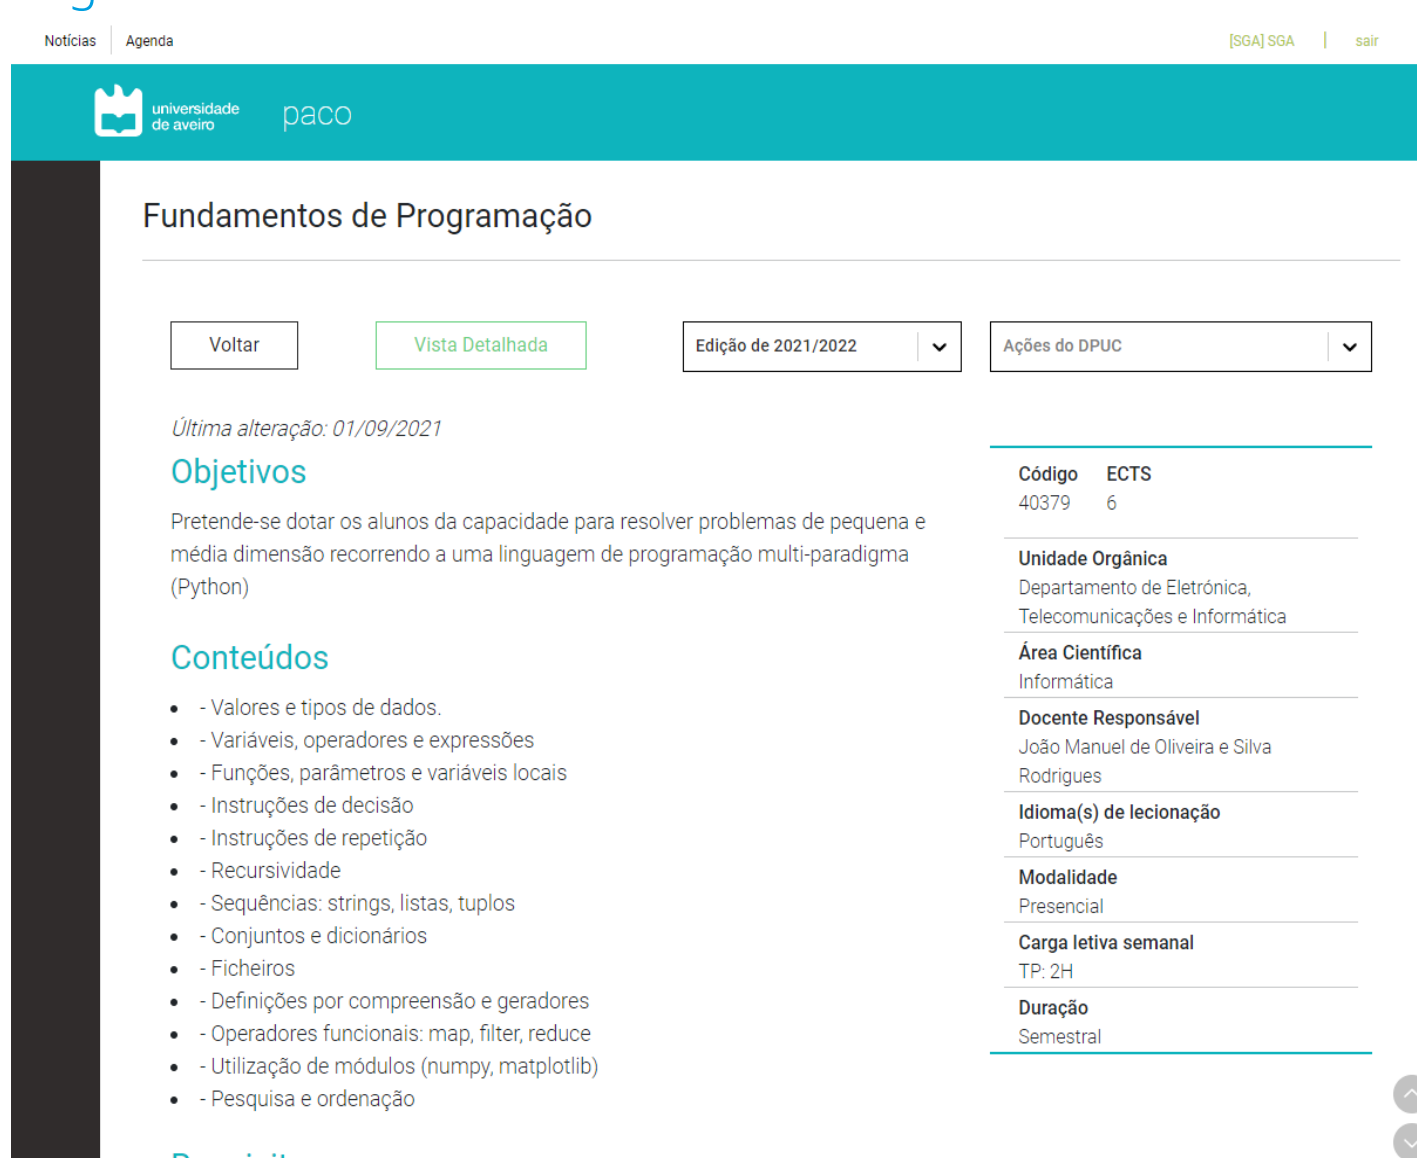 Notícias
Agenda
[SGA] SGA
sair
universidade
de aveiro
paco
Fundamentos de Programação
Voltar
Vista Detalhada
Edição de 2021/2022
Ações do DPUC
Última alteração: 01/09/2021
Objetivos
Pretende-se dotar os alunos da capacidade para resolver problemas de pequena e
média dimensão recorrendo a uma linguagem de programação multi-paradigma
(Python)
Conteúdos
- Valores e tipos de dados.
- Variáveis, operadores e expressões
- Funções, parâmetros e variáveis locais
- Instruções de decisão
- Instruções de repetição
- Recursividade
- Sequências: strings, listas, tuplos
- Conjuntos e dicionários
- Ficheiros
- Definições por compreensão e geradores
- Operadores funcionais: map, filter, reduce
- Utilização de módulos (numpy, matplotlib)
- Pesquisa e ordenação
Código ECTS
40379 6
Unidade Orgânica
Departamento de Eletrónica,
Telecomunicações e Informática
Área Científica
Informática
Docente Responsável
João Manuel de Oliveira e Silva
Rodrigues
Idioma(s) de lecionação
Português
Modalidade
Presencial
Carga letiva semanal
TP: 2H
Duração
Semestral